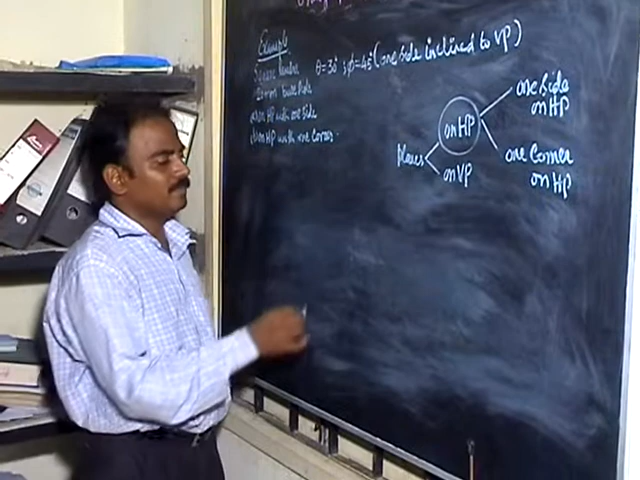 Example
Square lamina θ=30° ; φ=45° (one side inclined to VP)
a) on HP with one Side
b) on HP with one Corner.
Planes
on HP
on VP
one Side
on HP
one Corner
on HP